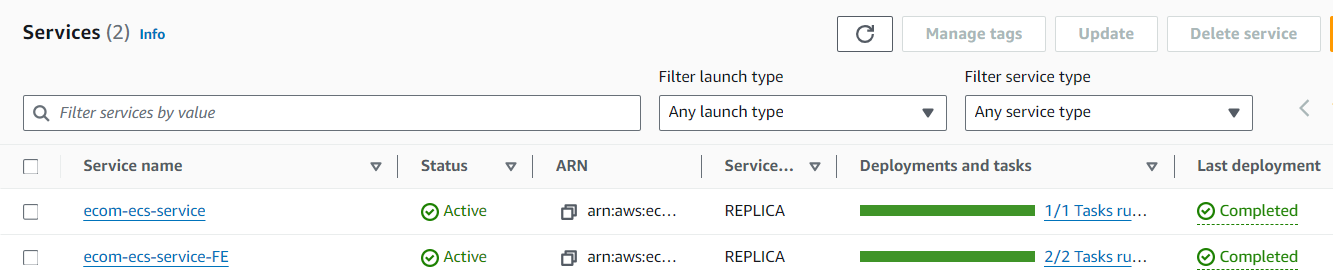 Services (2) Info
Manage tags
Update
Delete service
Filter launch type
Filter service type
Filter services by value
Any launch type
Any service type
Service name Status ARN Service... Deployments and tasks Last deployment
ecom-ecs-service Active arn:aws:ec... REPLICA 1/1 Tasks ru... Completed
ecom-ecs-service-FE Active arn:aws:ec... REPLICA 2/2 Tasks ru... Completed